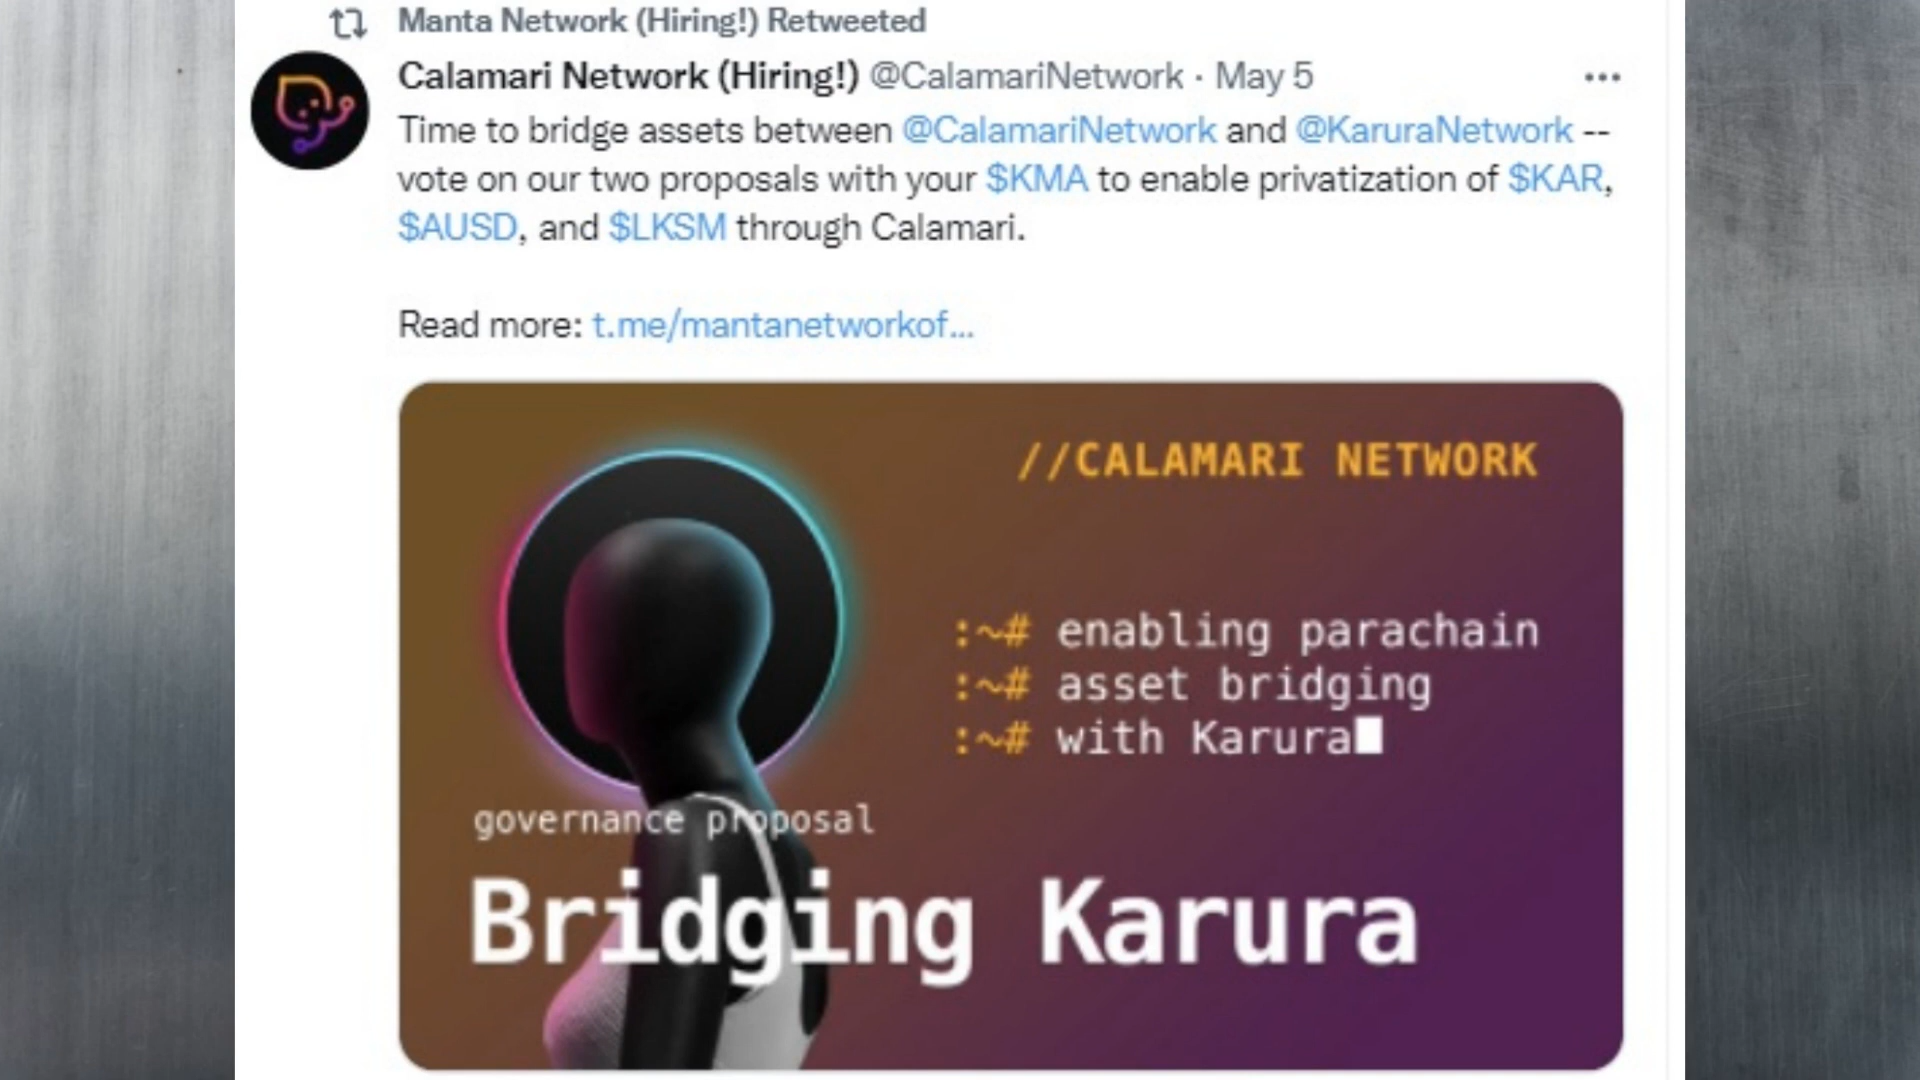 Manta Network (Hiring!) Retweeted
Calamari Network (Hiring!) @CalamariNetwork · May 5
Time to bridge assets between @CalamariNetwork and @KaruraNetwork --
vote on our two proposals with your $KMA to enable privatization of $KAR,
$AUSD, and $LKSM through Calamari.
Read more: t.me/mantanetworkof...
//CALAMARI NETWORK
:~# enabling parachain
:~# asset bridging
:~# with Karura
governance proposal
Bridging Karura